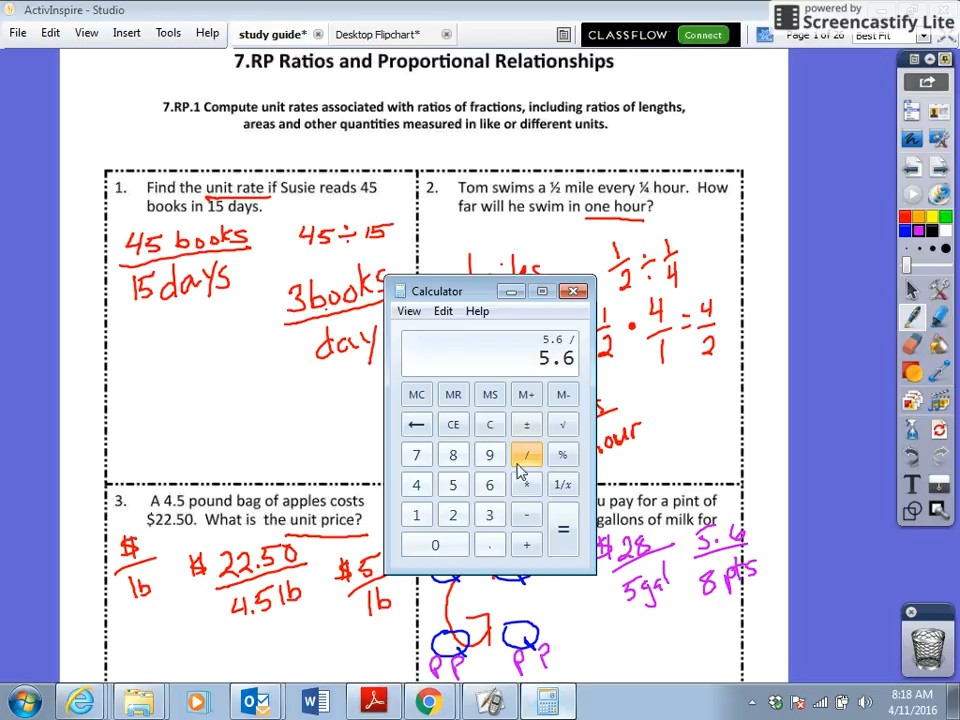 ActivInspire - Studio
powered by
Screencastify Lite
File Edit View Insert Tools Help
study guide*
Desktop Flipchart*
CLASSFLOW Connect
Page 1 of 26
Best Fit
7.RP Ratios and Proportional Relationships
7.RP.1 Compute unit rates associated with ratios of fractions, including ratios of lengths,
areas and other quantities measured in like or different units.
1. Find the unit rate if Susie reads 45
books in 15 days.
45 books
15 days
45 ÷ 15
3 books
day
2. Tom swims a ½ mile every ¼ hour. How
far will he swim in one hour?
1/2 ÷ 1/4
1/2 • 4/1 = 4/2
our
Calculator
View Edit Help
5.6 /
5.6
MC MR MS M+ M-
← CE C ± √
7 8 9 / %
4 5 6 * 1/x
1 2 3 - =
0 . +
3. A 4.5 pound bag of apples costs
$22.50. What is the unit price?
$
lb
$ 22.50
4.5 lb
$5
lb
u pay for a pint of
gallons of milk for
$28
5gal
5.6
8 pts
P P P P
T
8:18 AM
4/11/2016